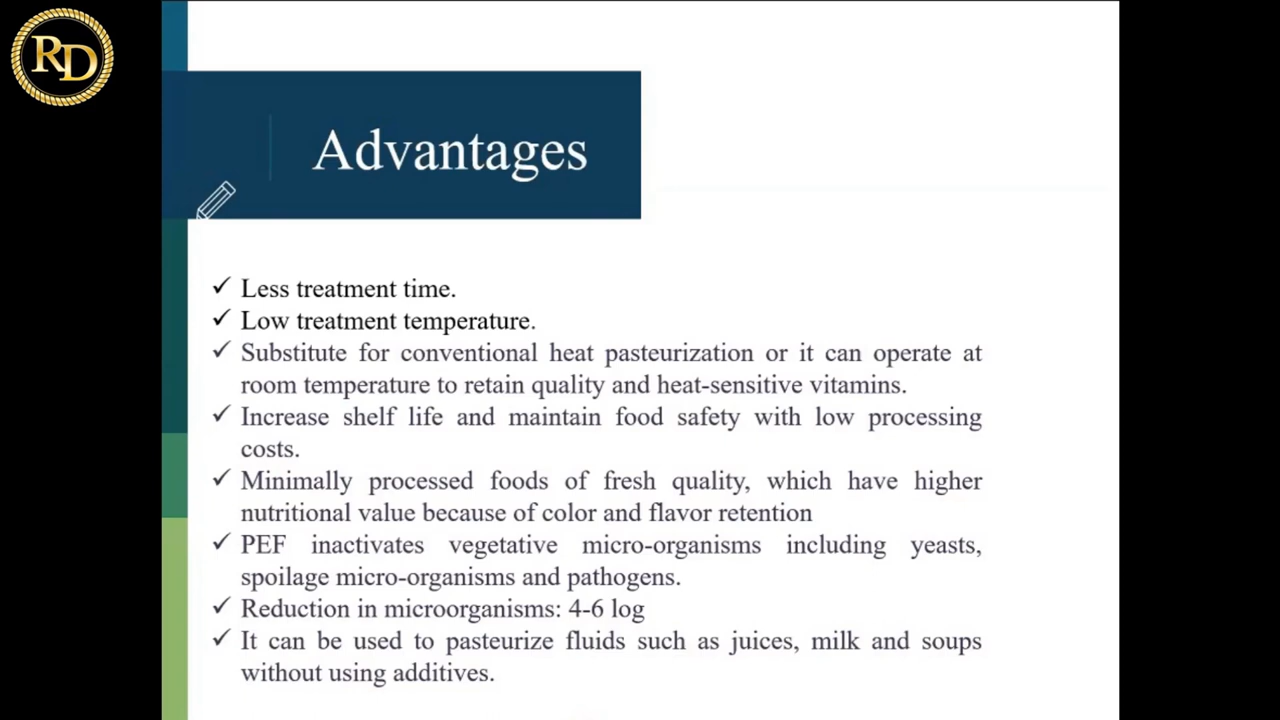 RD
Advantages
✓ Less treatment time.
✓ Low treatment temperature.
✓ Substitute for conventional heat pasteurization or it can operate at
room temperature to retain quality and heat-sensitive vitamins.
✓ Increase shelf life and maintain food safety with low processing
costs.
✓ Minimally processed foods of fresh quality, which have higher
nutritional value because of color and flavor retention
✓ PEF inactivates vegetative micro-organisms including yeasts,
spoilage micro-organisms and pathogens.
✓ Reduction in microorganisms: 4-6 log
✓ It can be used to pasteurize fluids such as juices, milk and soups
without using additives.